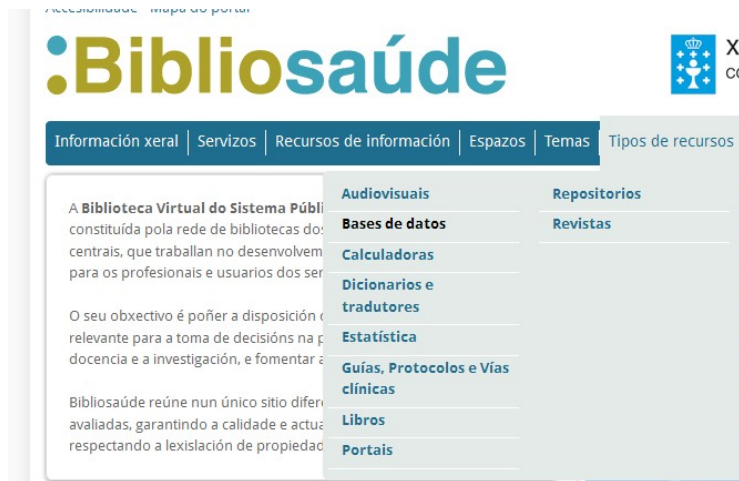 Accesibilidade Mapa do portal
:Bibliosaúde
X
Información xeral | Servizos | Recursos de información | Espazos | Temas | Tipos de recursos
Audiovisuais
Bases de datos
Calculadoras
Dicionarios e
tradutores
Estatística
Guías, Protocolos e Vías
clínicas
Libros
Portais
Repositorios
Revistas
A Biblioteca Virtual do Sistema Públi
constituída pola rede de bibliotecas dos
centrais, que traballan no desenvolvem
para os profesionais e usuarios dos ser
O seu obxectivo é poñer a disposición
relevante para a toma de decisións na p
docencia e a investigación, e fomentar a
Bibliosaúde reúne nun único sitio difere
avaliadas, garantindo a calidade e actua
respectando a lexislación de propiedad